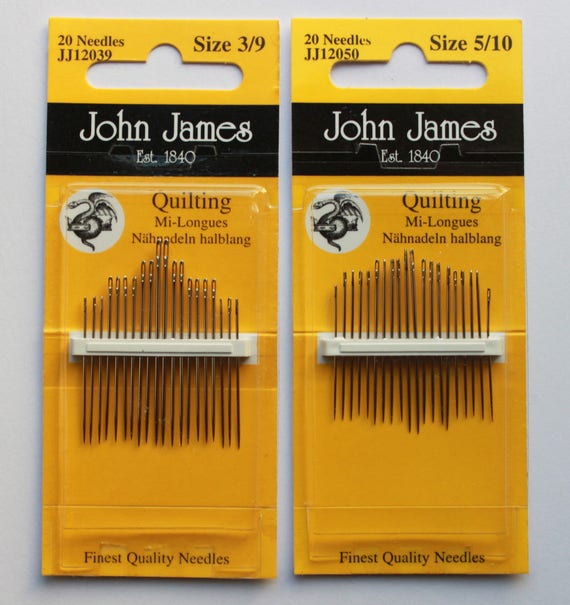 20 Needles
JJ12039
Size 3/9
John James
Est. 1840
Quilting
Mi-Longues
Nähnadeln halblang
Finest Quality Needles
20 Needles
JJ12050
Size 5/10
John James
Est. 1840
Quilting
Mi-Longues
Nähnadeln halblang
Finest Quality Needles